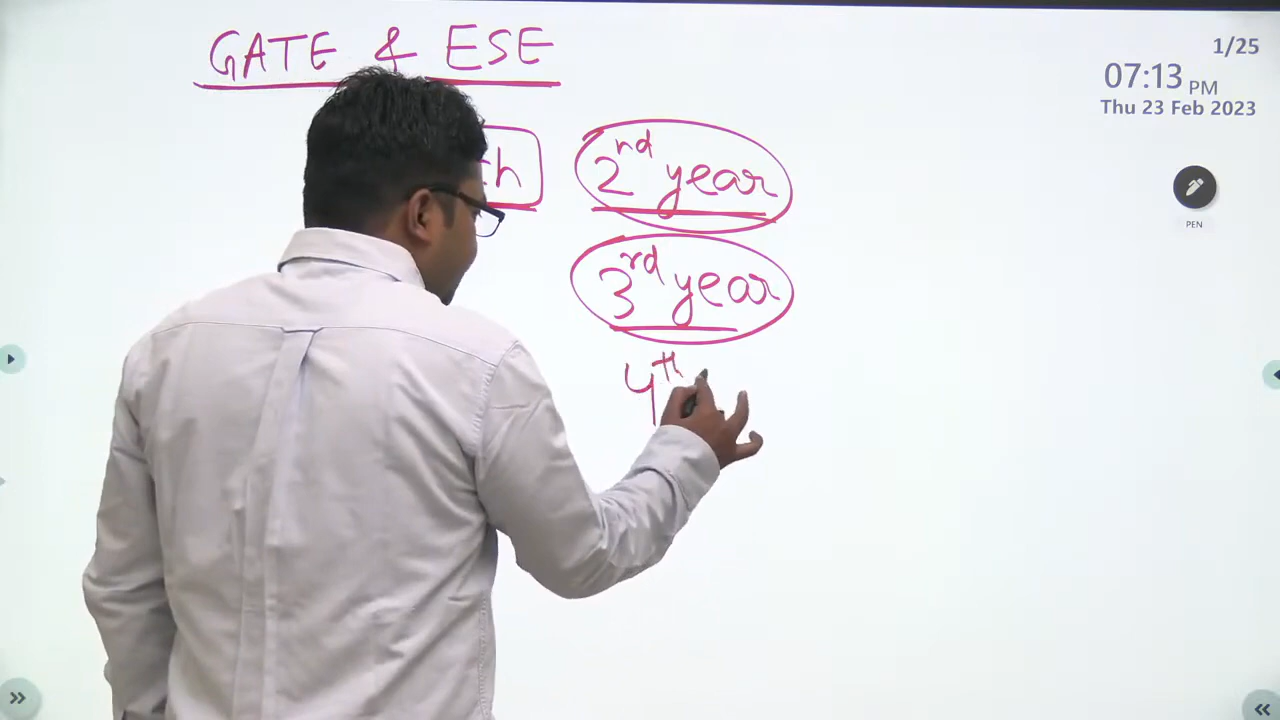 GATE & ESE
1/25
07:13 PM
Thu 23 Feb 2023
2nd year
3rd year
4th
PEN